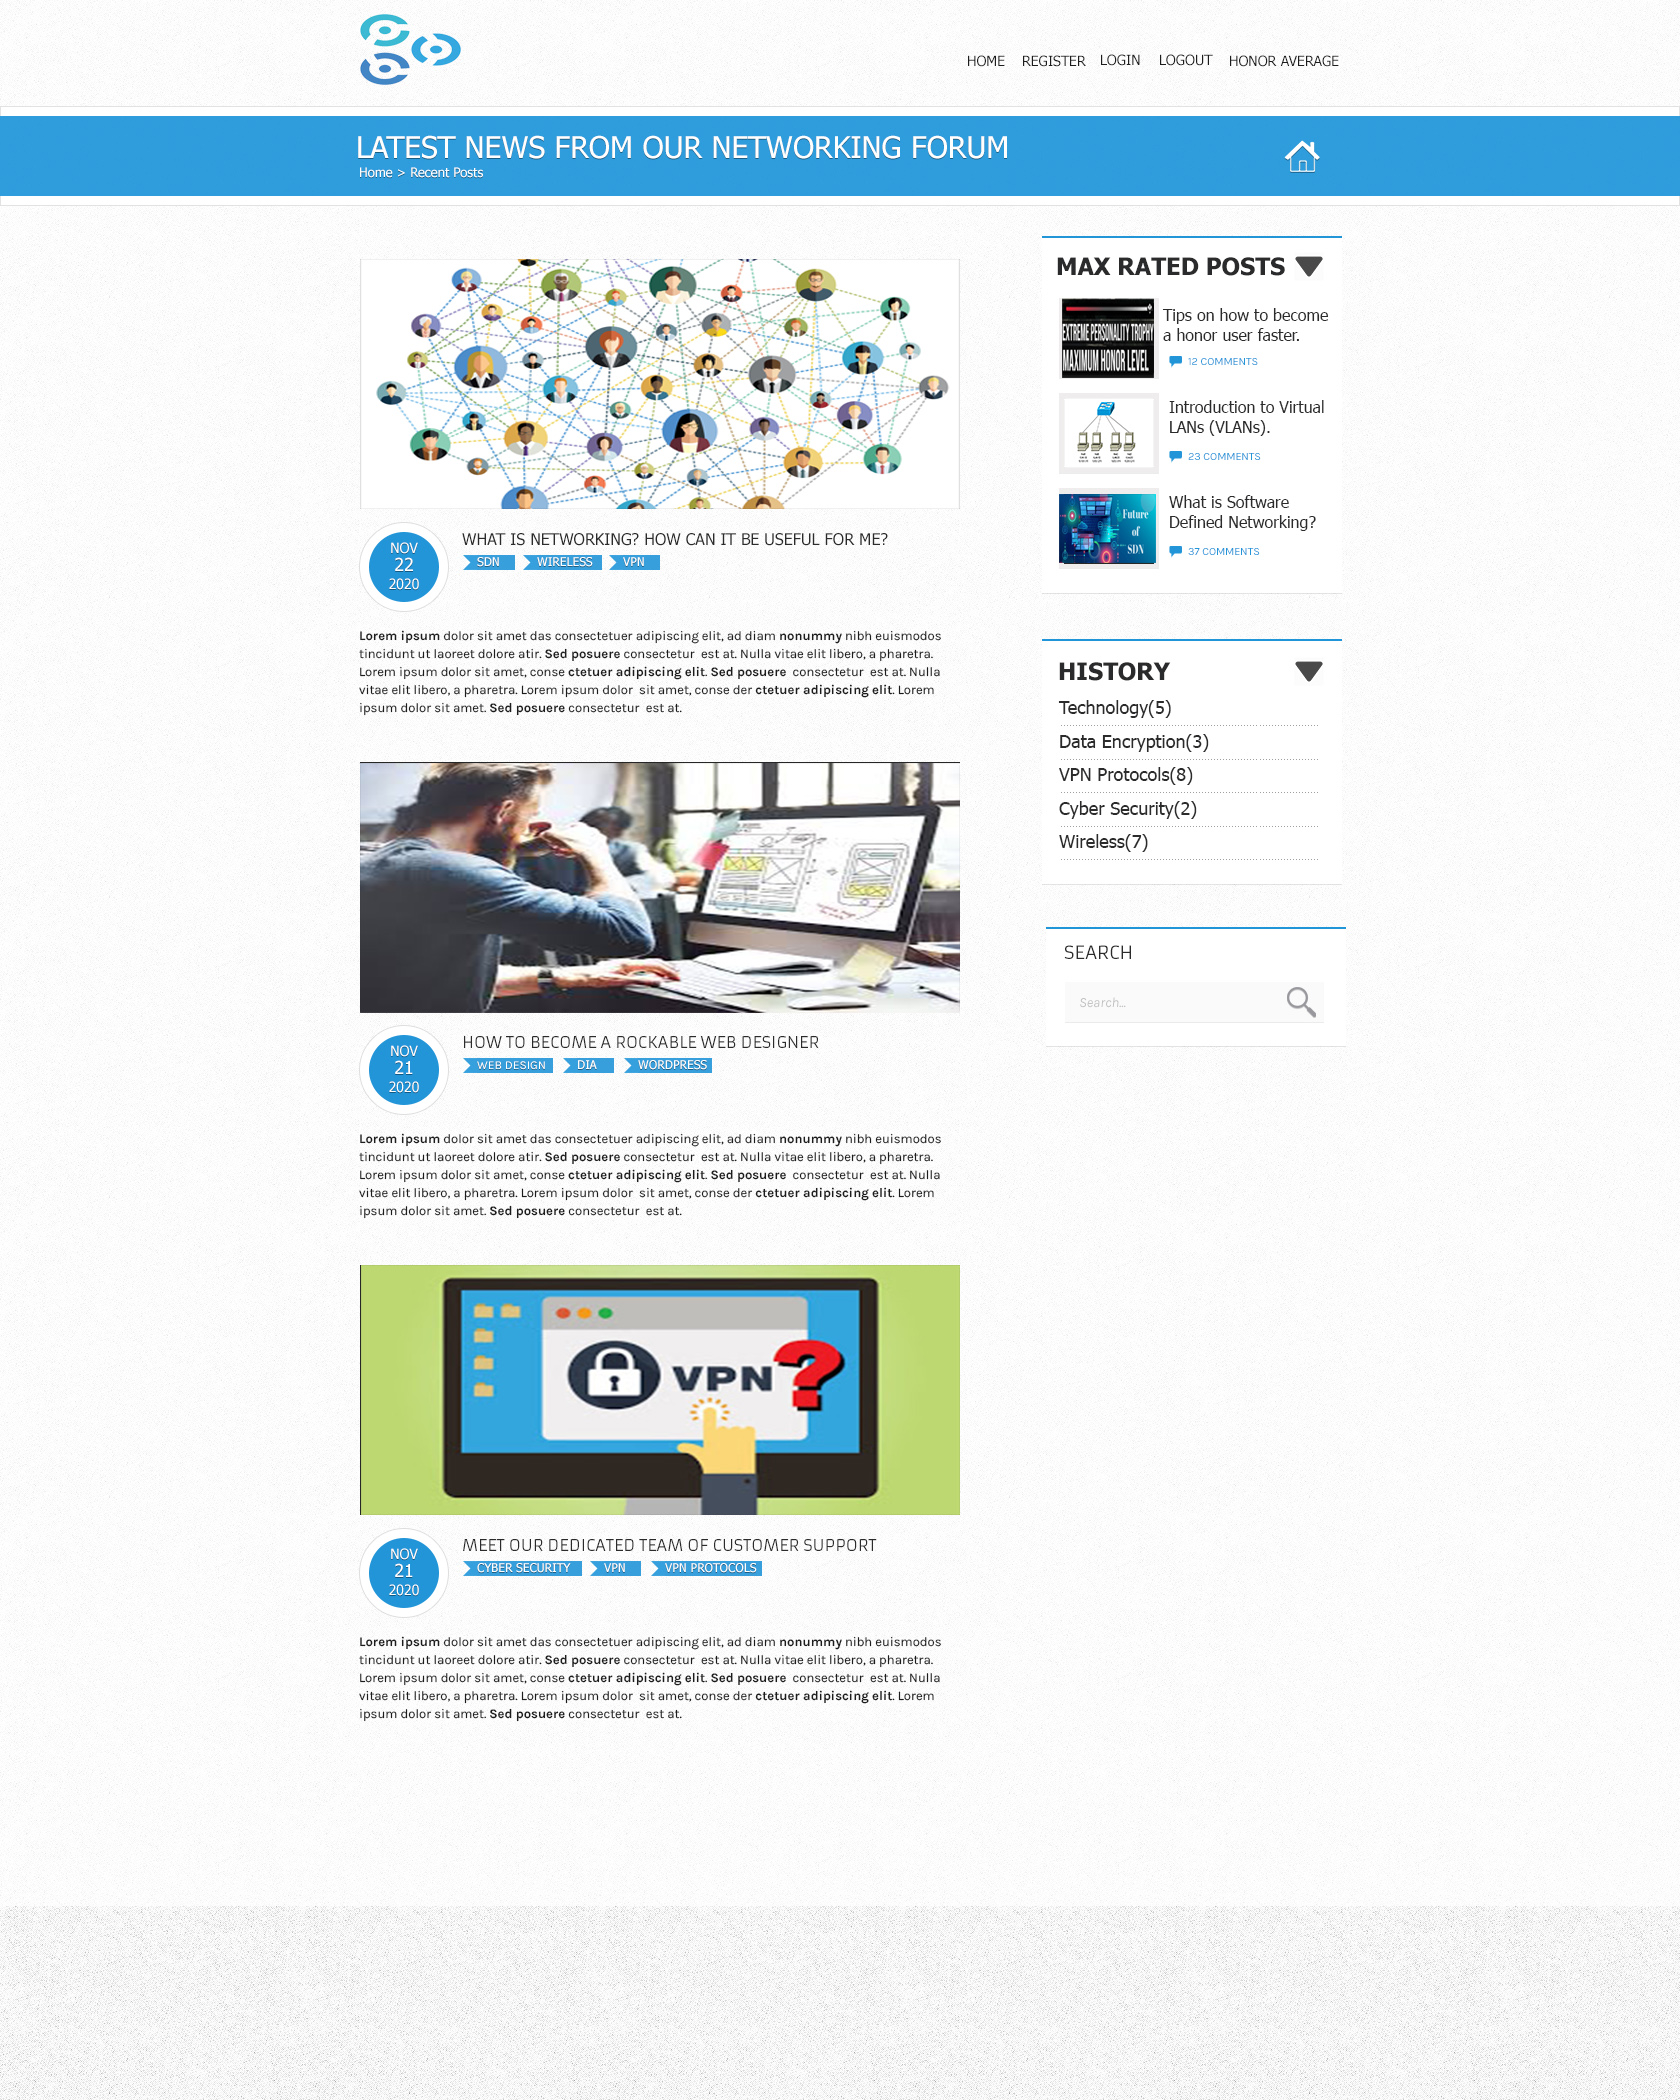 HOME REGISTER LOGIN LOGOUT HONOR AVERAGE
LATEST NEWS FROM OUR NETWORKING FORUM
Home > Recent Posts
NOV
22
2020
WHAT IS NETWORKING? HOW CAN IT BE USEFUL FOR ME?
SDN WIRELESS VPN
Lorem ipsum dolor sit amet das consectetuer adipiscing elit, ad diam nonummy nibh euismodos
tincidunt ut laoreet dolore atir. Sed posuere consectetur est at. Nulla vitae elit libero, a pharetra.
Lorem ipsum dolor sit amet, conse ctetuer adipiscing elit. Sed posuere consectetur est at. Nulla
vitae elit libero, a pharetra. Lorem ipsum dolor sit amet, conse der ctetuer adipiscing elit. Lorem
ipsum dolor sit amet. Sed posuere consectetur est at.
NOV
21
2020
HOW TO BECOME A ROCKABLE WEB DESIGNER
WEB DESIGN DIA WORDPRESS
Lorem ipsum dolor sit amet das consectetuer adipiscing elit, ad diam nonummy nibh euismodos
tincidunt ut laoreet dolore atir. Sed posuere consectetur est at. Nulla vitae elit libero, a pharetra.
Lorem ipsum dolor sit amet, conse ctetuer adipiscing elit. Sed posuere consectetur est at. Nulla
vitae elit libero, a pharetra. Lorem ipsum dolor sit amet, conse der ctetuer adipiscing elit. Lorem
ipsum dolor sit amet. Sed posuere consectetur est at.
VPN?
NOV
21
2020
MEET OUR DEDICATED TEAM OF CUSTOMER SUPPORT
CYBER SECURITY VPN VPN PROTOCOLS
Lorem ipsum dolor sit amet das consectetuer adipiscing elit, ad diam nonummy nibh euismodos
tincidunt ut laoreet dolore atir. Sed posuere consectetur est at. Nulla vitae elit libero, a pharetra.
Lorem ipsum dolor sit amet, conse ctetuer adipiscing elit. Sed posuere consectetur est at. Nulla
vitae elit libero, a pharetra. Lorem ipsum dolor sit amet, conse der ctetuer adipiscing elit. Lorem
ipsum dolor sit amet. Sed posuere consectetur est at.
MAX RATED POSTS
EXTREME PERSONALITY TROPHY
MAXIMUM HONOR LEVEL
Tips on how to become
a honor user faster.
12 COMMENTS
Introduction to Virtual
LANs (VLANs).
23 COMMENTS
Future
of
SDN
What is Software
Defined Networking?
37 COMMENTS
HISTORY
Technology(5)
Data Encryption(3)
VPN Protocols(8)
Cyber Security(2)
Wireless(7)
SEARCH
Search...